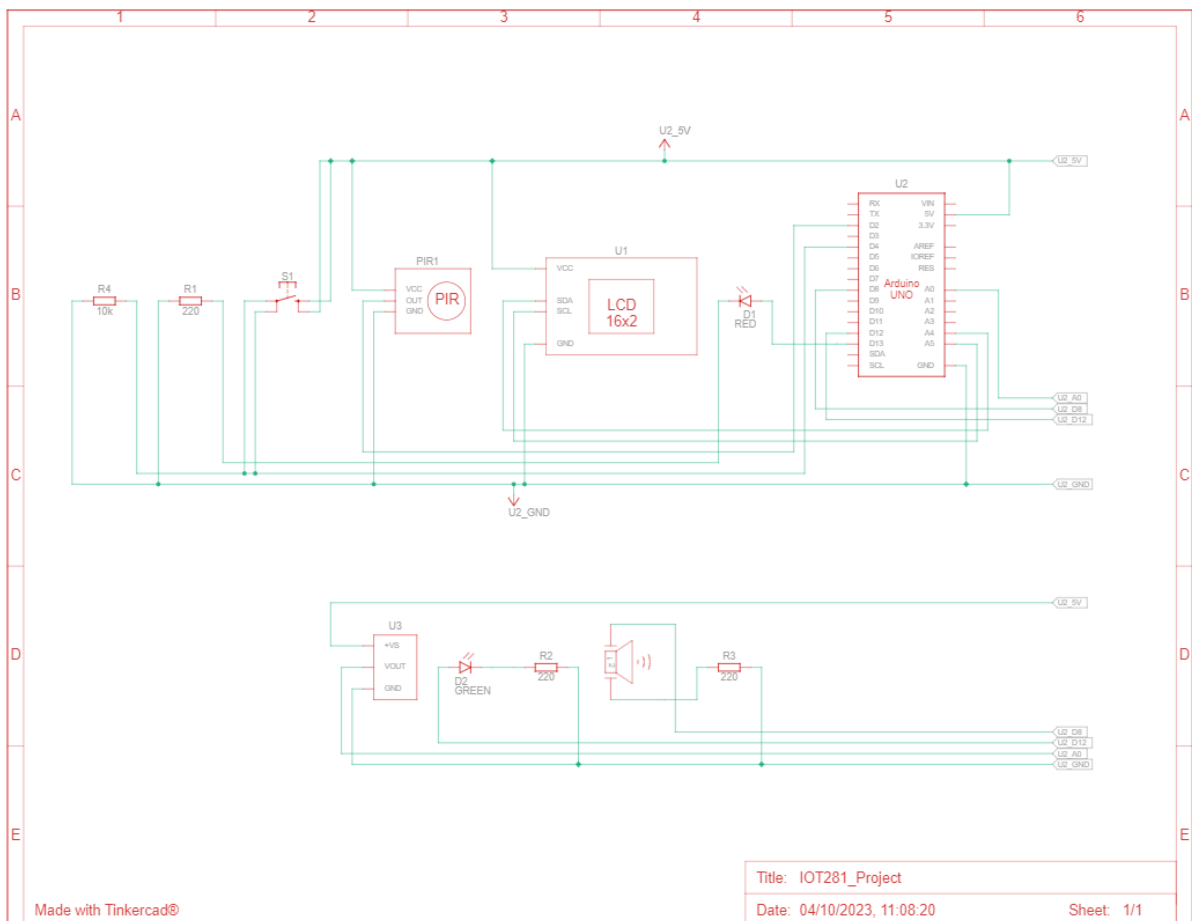 1 2 3 4 5 6
A A
U2_5V
U2_5V
U2
RX VIN
TX 5V
D2 3.3V
D3
D4 AREF
D5 IOREF
D6 RES
D7
Arduino
UNO
D8 A0
D9 A1
D10 A2
D11 A3
D12 A4
D13 A5
SDA
SCL GND
B B
R4
10k
R1
220
S1
PIR1
VCC
OUT
GND
PIR
U1
VCC
SDA
SCL
GND
LCD
16x2
D1
RED
U2_A0
U2_D8
U2_D12
C C
U2_GND
U2_GND
U2_5V
D D
U3
+VS
VOUT
GND
D2
GREEN
R2
220
1 2
R3
220
U2_D8
U2_D12
U2_A0
U2_GND
E E
Title: IOT281_Project
Made with Tinkercad®
Date: 04/10/2023, 11:08:20
Sheet: 1/1